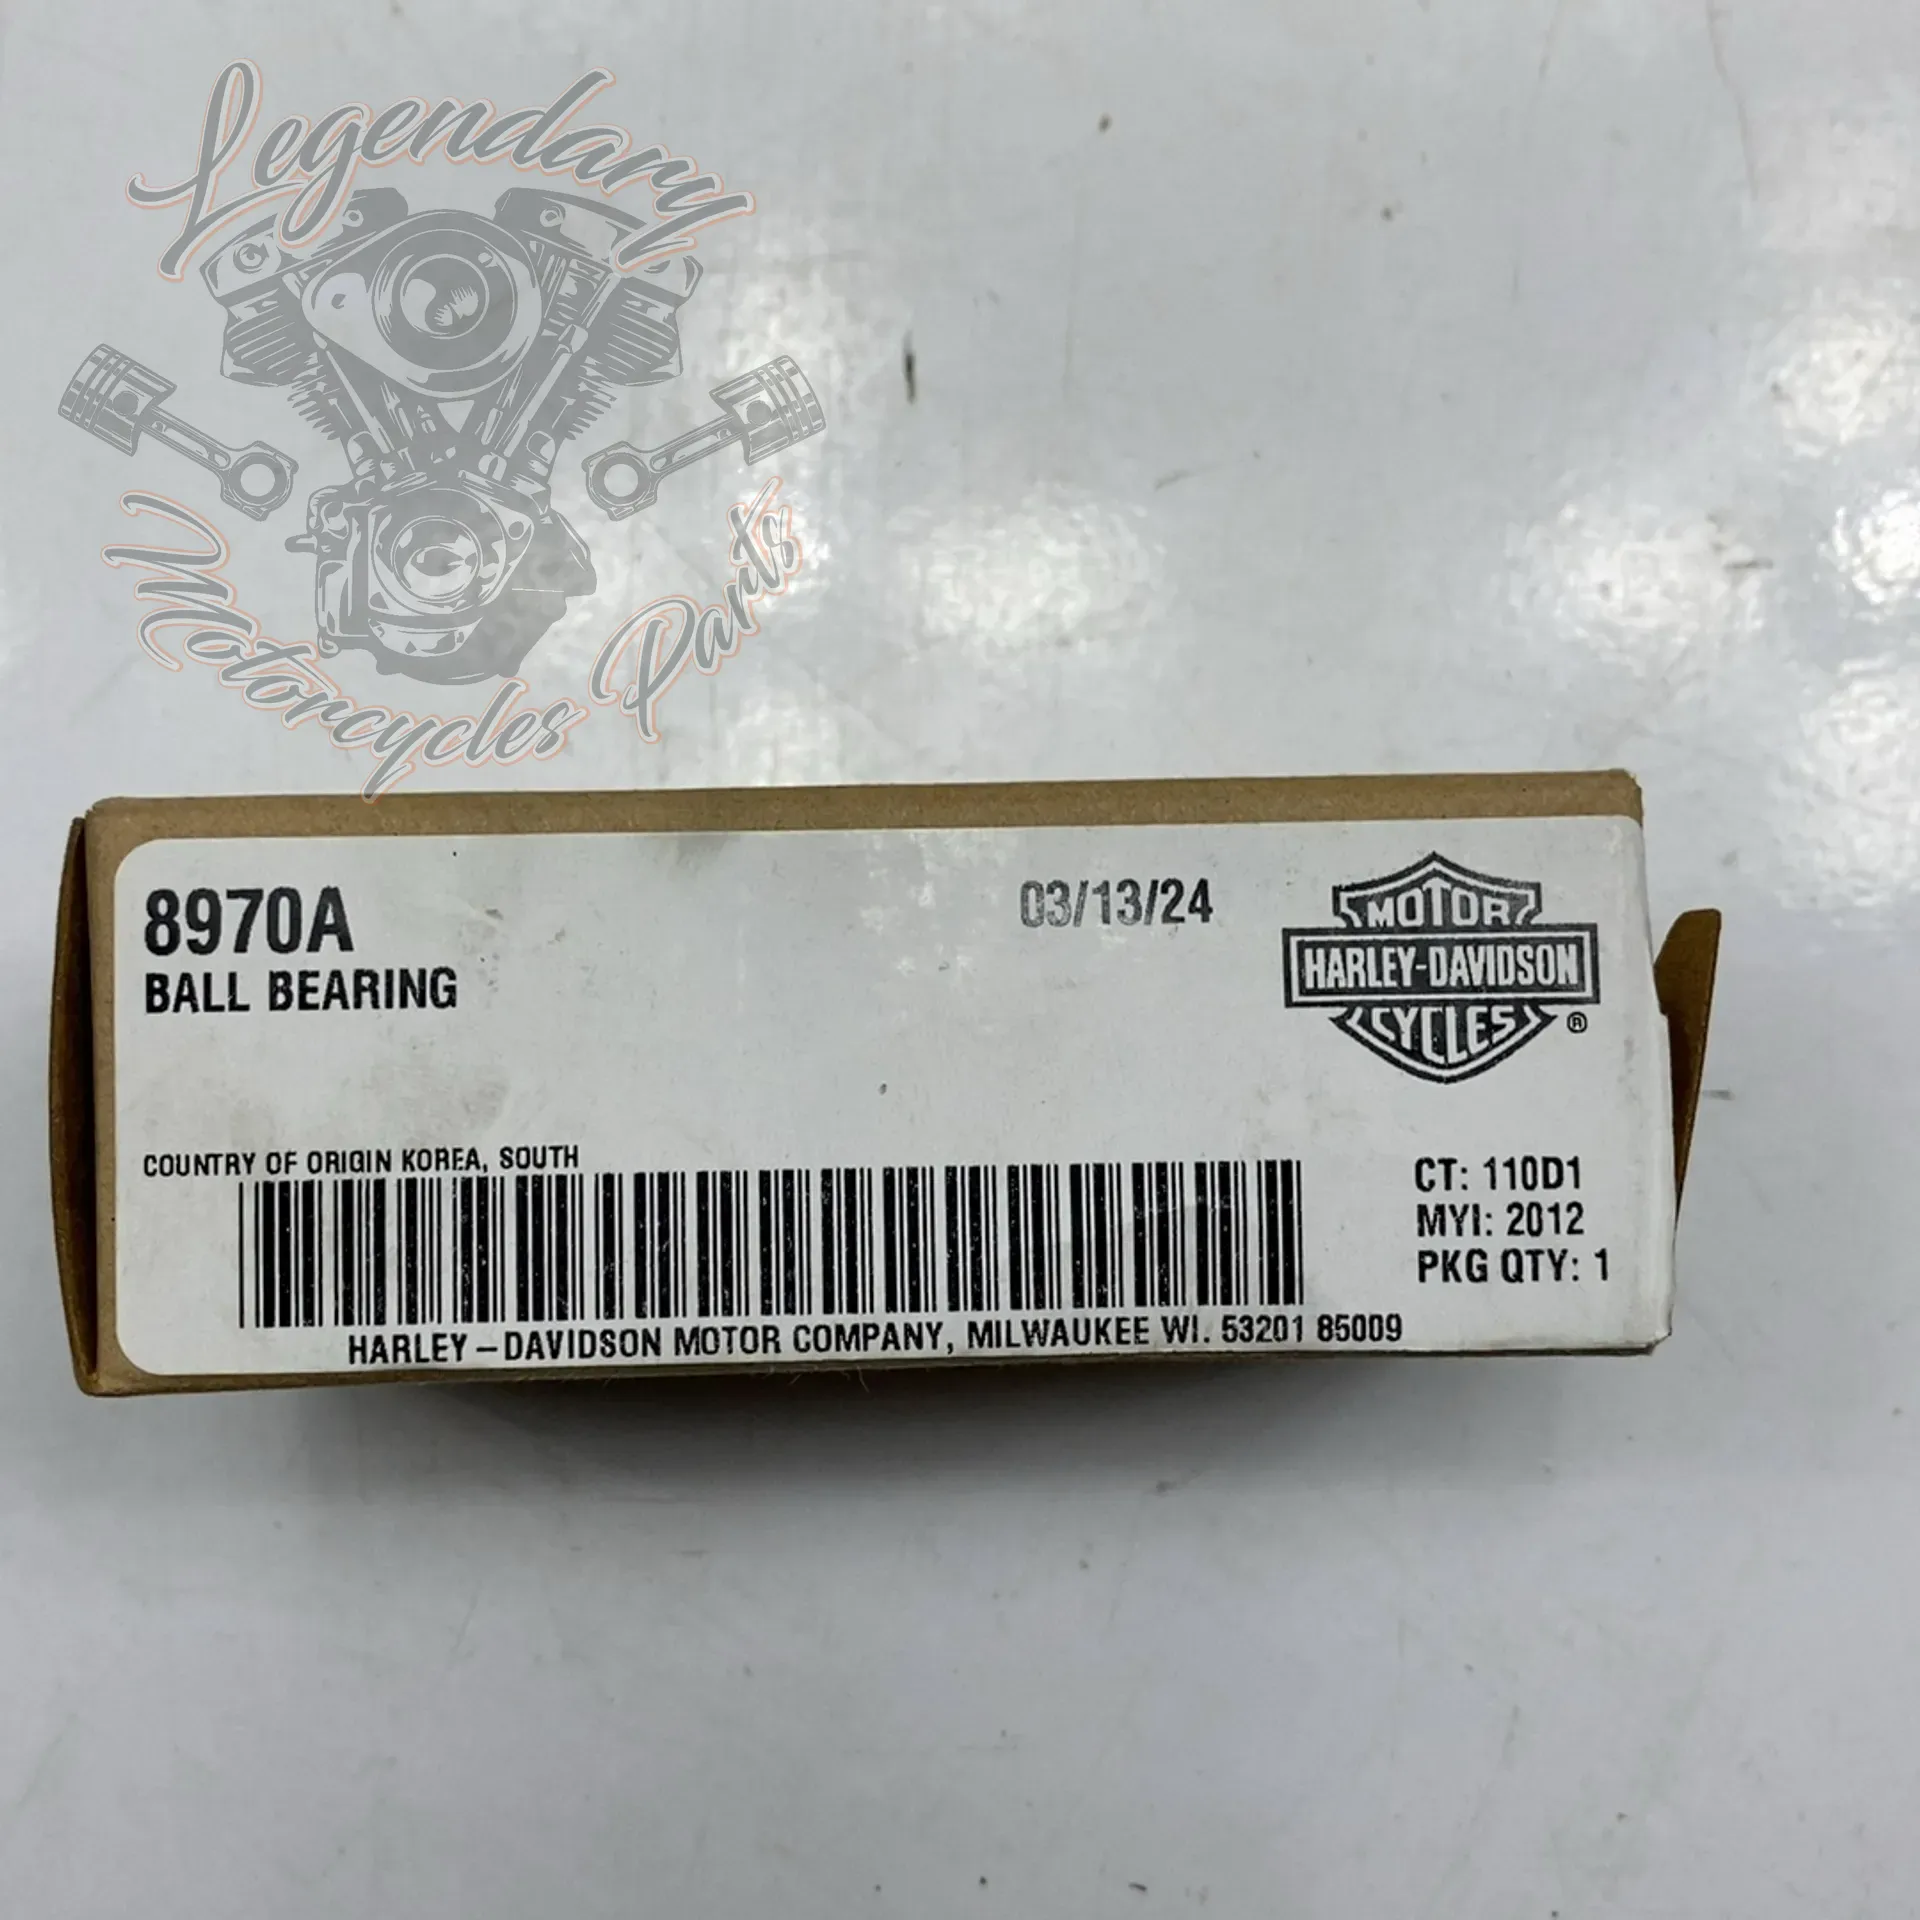 Legendary
Motorcycles Parts
8970A
03/13/24
BALL BEARING
MOTOR
HARLEY-DAVIDSON
CYCLES
®
COUNTRY OF ORIGIN KOREA, SOUTH
CT: 110D1
MYI: 2012
PKG QTY: 1
HARLEY-DAVIDSON MOTOR COMPANY, MILWAUKEE WI. 53201 85009